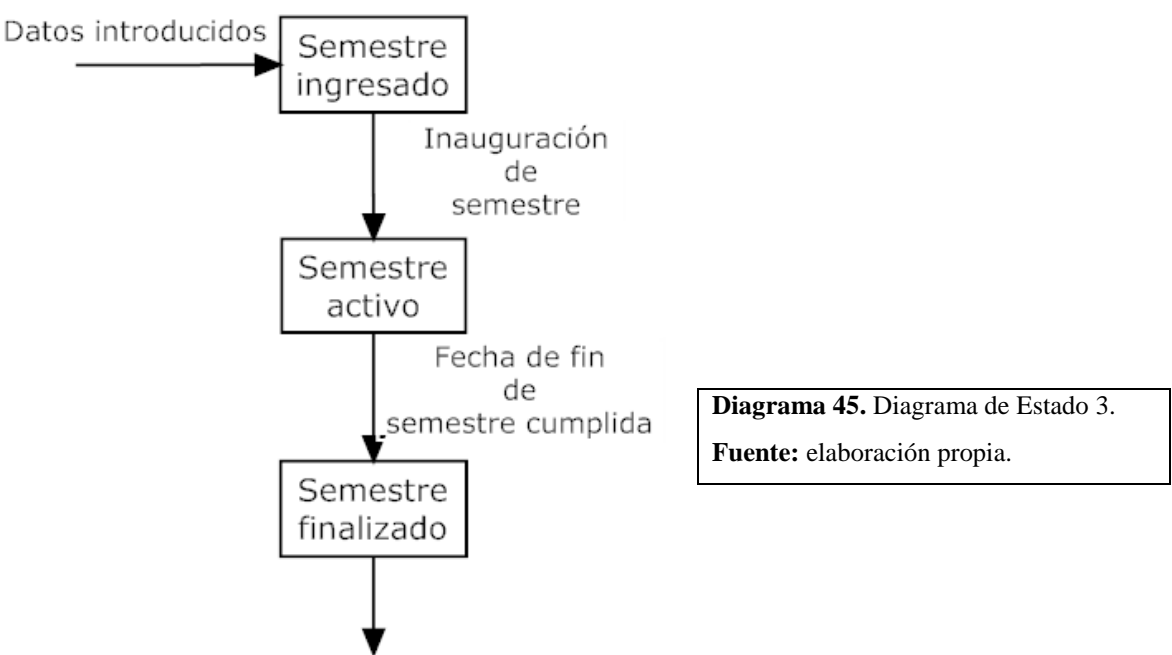 Datos introducidos
Semestre
ingresado
Inauguración
de
semestre
Semestre
activo
Fecha de fin
de
semestre cumplida
Semestre
finalizado
Diagrama 45. Diagrama de Estado 3.
Fuente: elaboración propia.